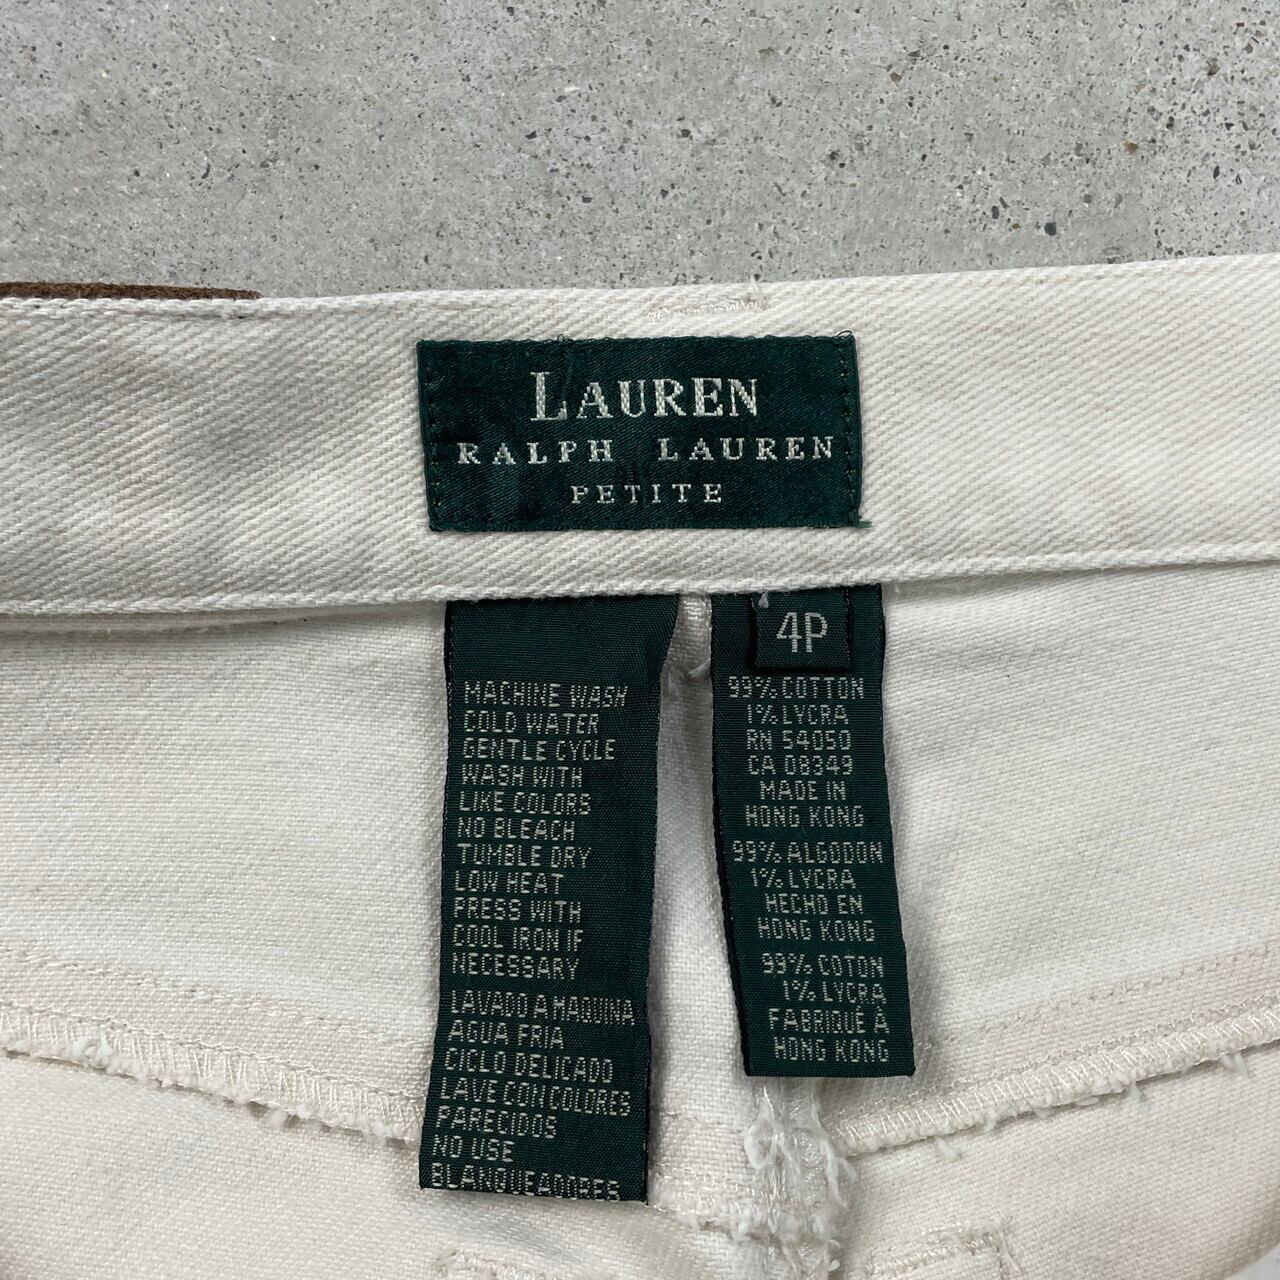 LAUREN
RALPH LAUREN
PETITE
MACHINE WASH
COLD WATER
GENTLE CYCLE
WASH WITH
LIKE COLORS
NO BLEACH
TUMBLE DRY
LOW HEAT
PRESS WITH
COOL IRON IF
NECESSARY
LAVADO A MAQUINA
AGUA FRIA
CICLO DELICADO
LAVE CON COLORES
PARECIDOS
NO USE
BLANQUEADORES
4P
99% COTTON
1% LYCRA
RN 54050
CA 08349
MADE IN
HONG KONG
99% ALGODON
1% LYCRA
HECHO EN
HONG KONG
99% COTON
1% LYCRA
FABRIQUÉ À
HONG KONG